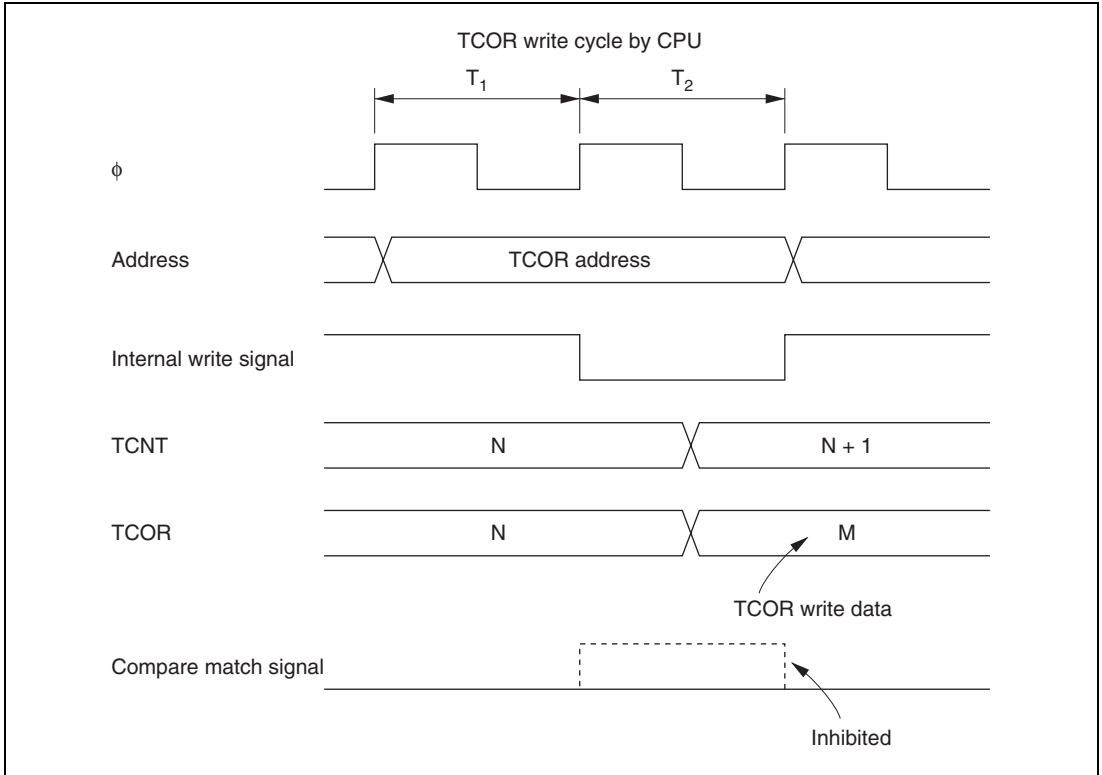 TCOR write cycle by CPU
T1 T2
φ
Address TCOR address
Internal write signal
TCNT N N + 1
TCOR N M
TCOR write data
Compare match signal
Inhibited